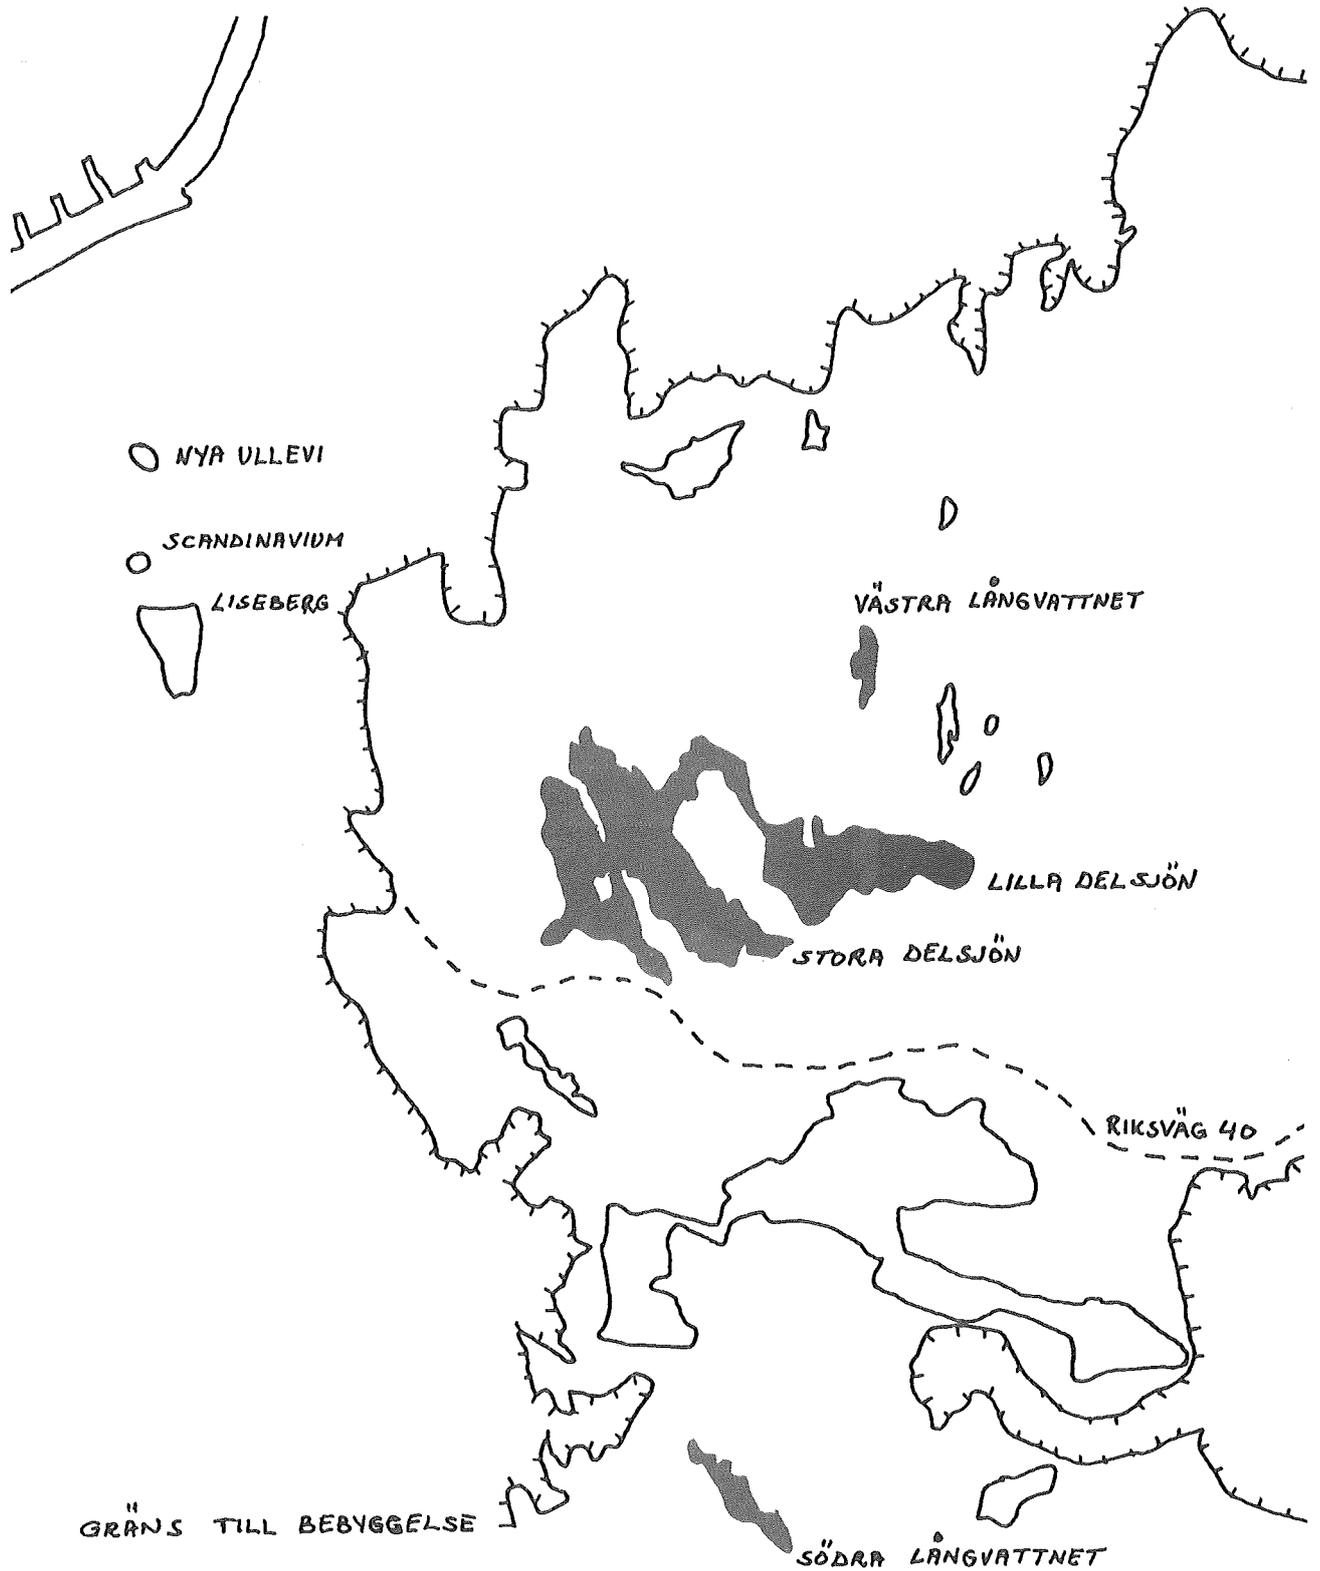 NYA ULLEVI
SCANDINAVIUM
LISEBERG
VÄSTRA LÅNGVATTNET
LILLA DELSJÖN
STORA DELSJÖN
RIKSVÄG 40
GRÄNS TILL BEBYGGELSE
SÖDRA LÅNGVATTNET